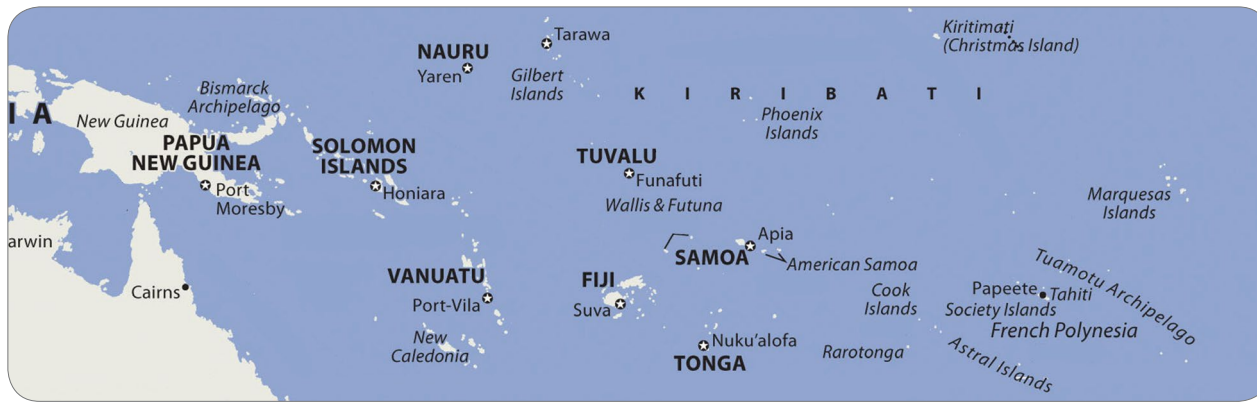 Kiritimati
(Christmas Island)
Tarawa
NAURU
Yaren
Gilbert
Islands
Bismarck
Archipelago
K I R I B A T I
I A
New Guinea
Phoenix
Islands
PAPUA
NEW GUINEA
SOLOMON
ISLANDS
TUVALU
Funafuti
Port
Moresby
Honiara
Wallis & Futuna
Marquesas
Islands
arwin
Apia
SAMOA
American Samoa
Tuamotu Archipelago
VANUATU
Port-Vila
FIJI
Suva
Cairns
Cook
Islands
Papeete
Tahiti
Society Islands
French Polynesia
New
Caledonia
Nuku'alofa
TONGA
Rarotonga
Astral Islands